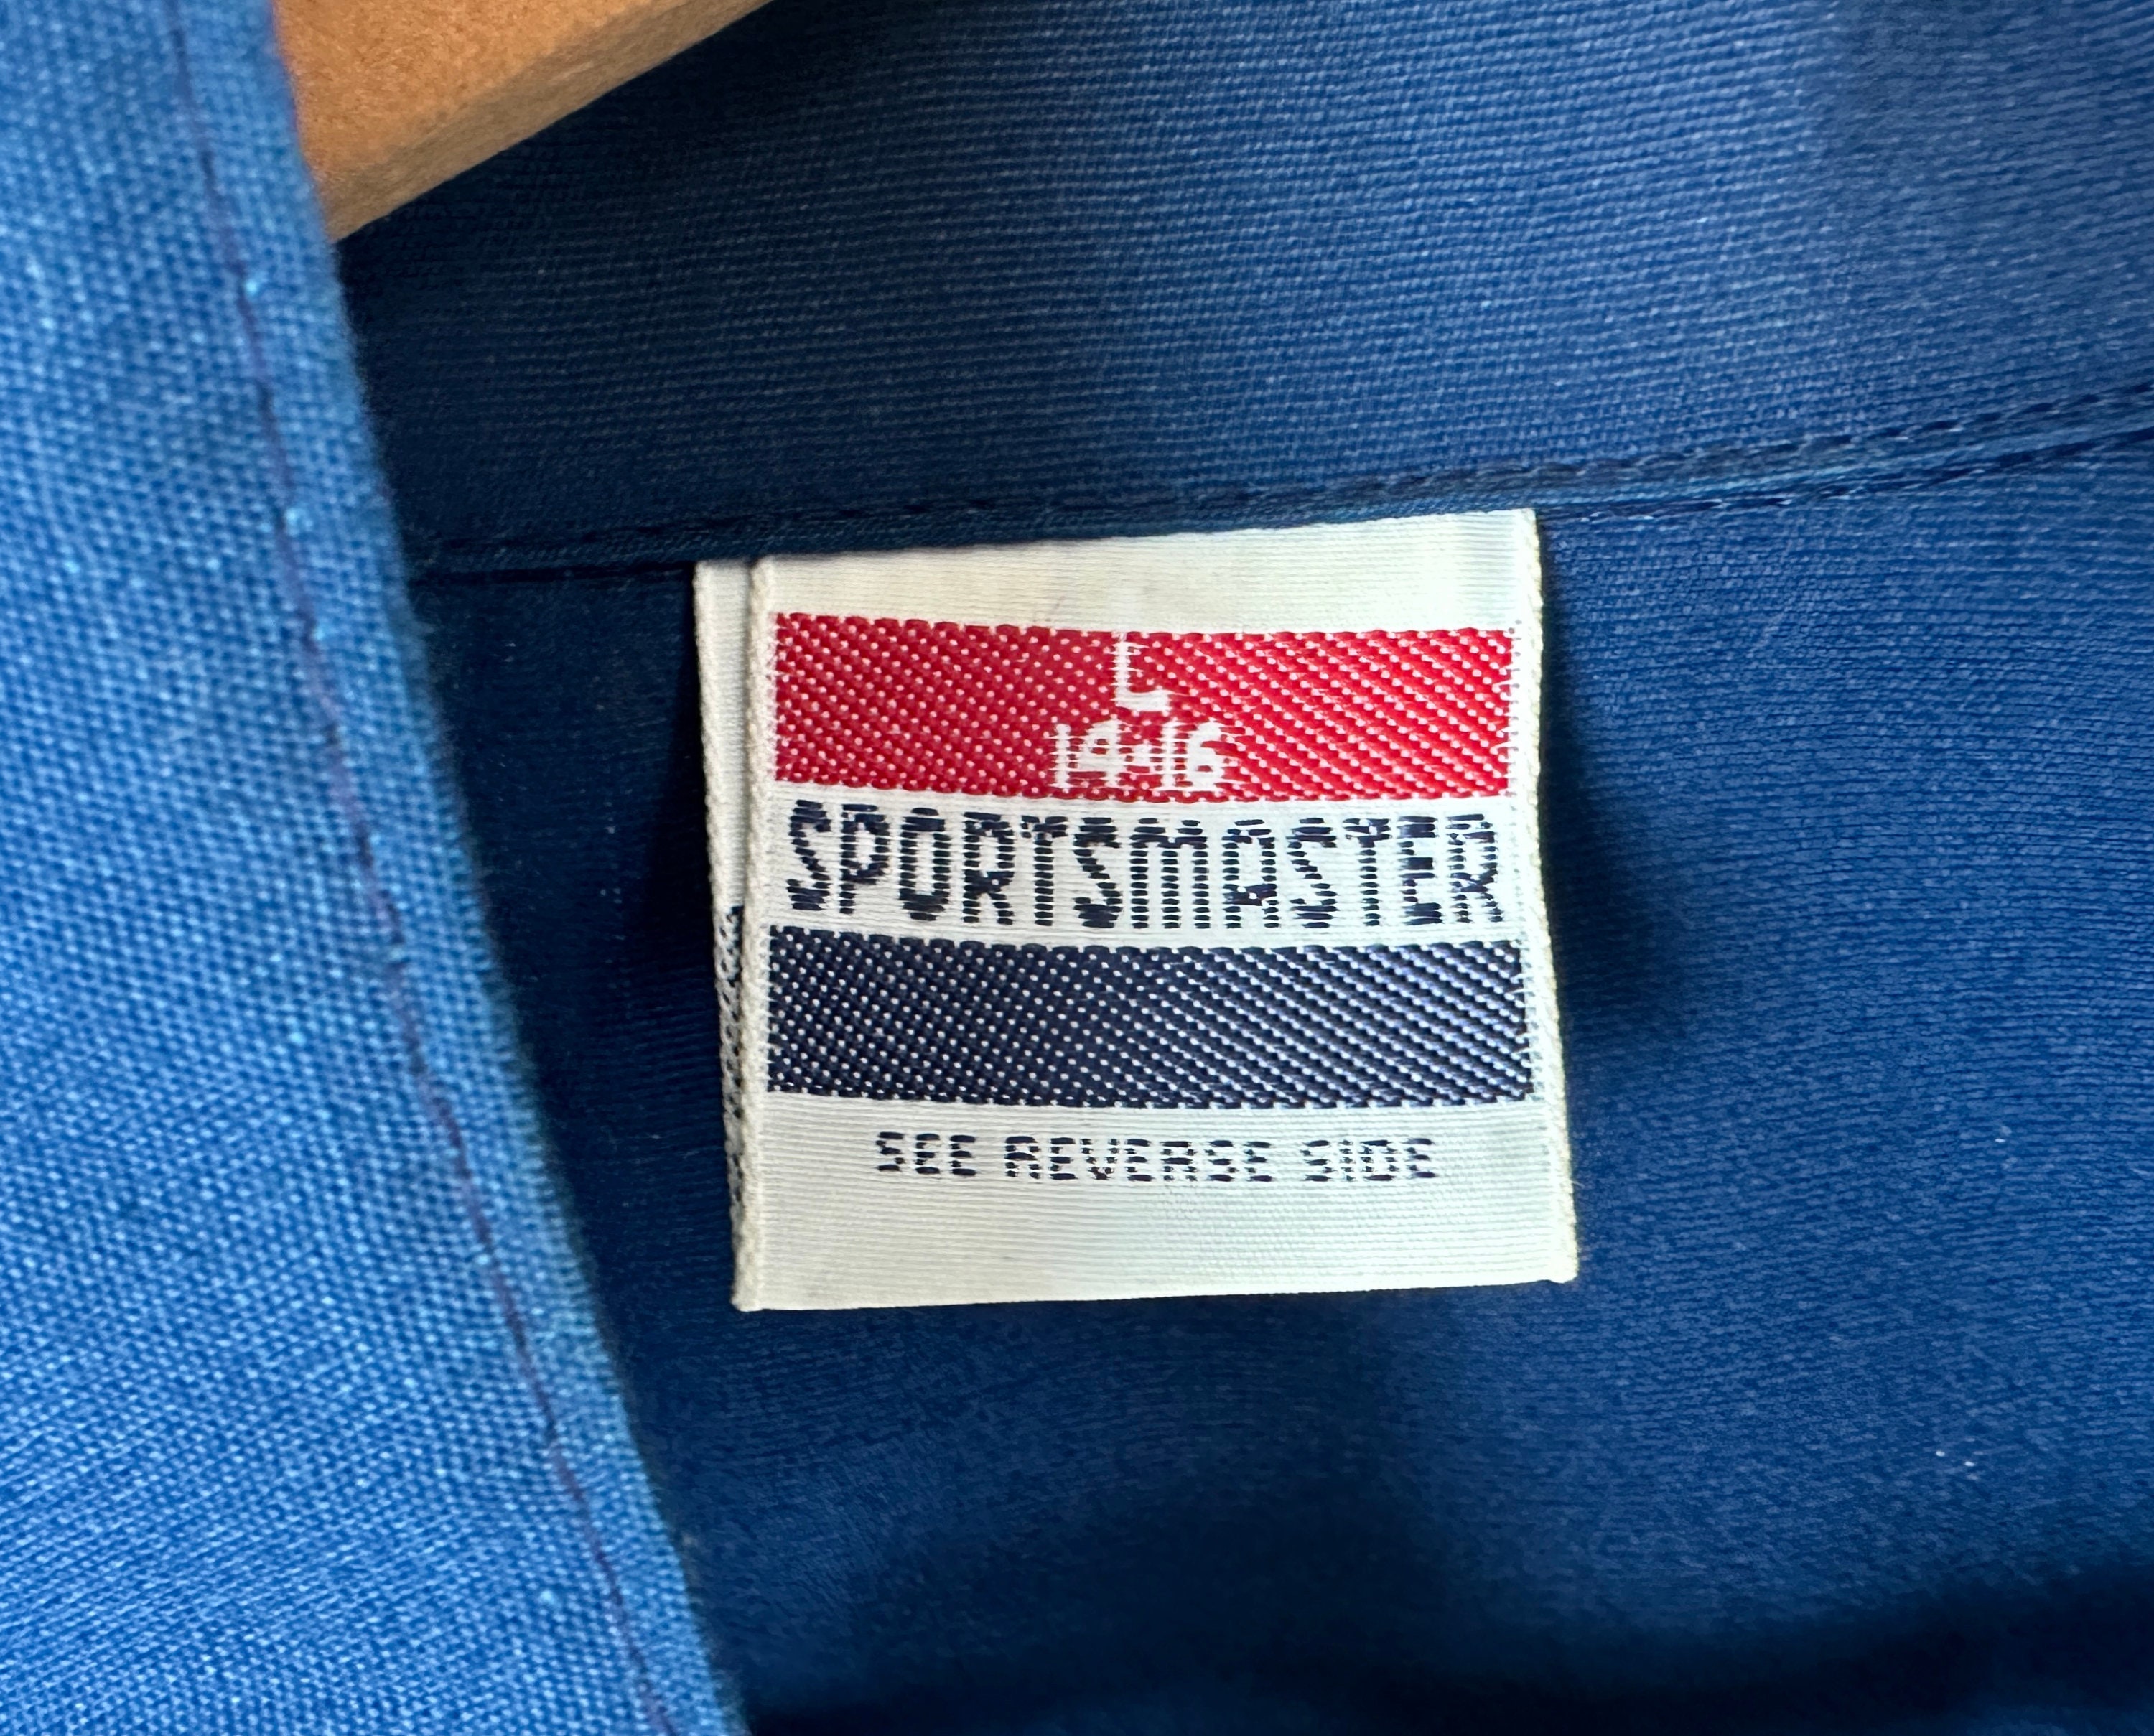 L
14-16
SPORTSMASTER
SEE REVERSE SIDE